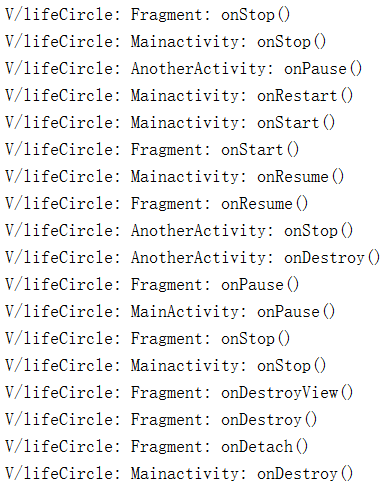 V/lifeCircle: Fragment: onStop()
V/lifeCircle: Mainactivity: onStop()
V/lifeCircle: AnotherActivity: onPause()
V/lifeCircle: Mainactivity: onRestart()
V/lifeCircle: Mainactivity: onStart()
V/lifeCircle: Fragment: onStart()
V/lifeCircle: Mainactivity: onResume()
V/lifeCircle: Fragment: onResume()
V/lifeCircle: AnotherActivity: onStop()
V/lifeCircle: AnotherActivity: onDestroy()
V/lifeCircle: Fragment: onPause()
V/lifeCircle: MainActivity: onPause()
V/lifeCircle: Fragment: onStop()
V/lifeCircle: Mainactivity: onStop()
V/lifeCircle: Fragment: onDestroyView()
V/lifeCircle: Fragment: onDestroy()
V/lifeCircle: Fragment: onDetach()
V/lifeCircle: Mainactivity: onDestroy()